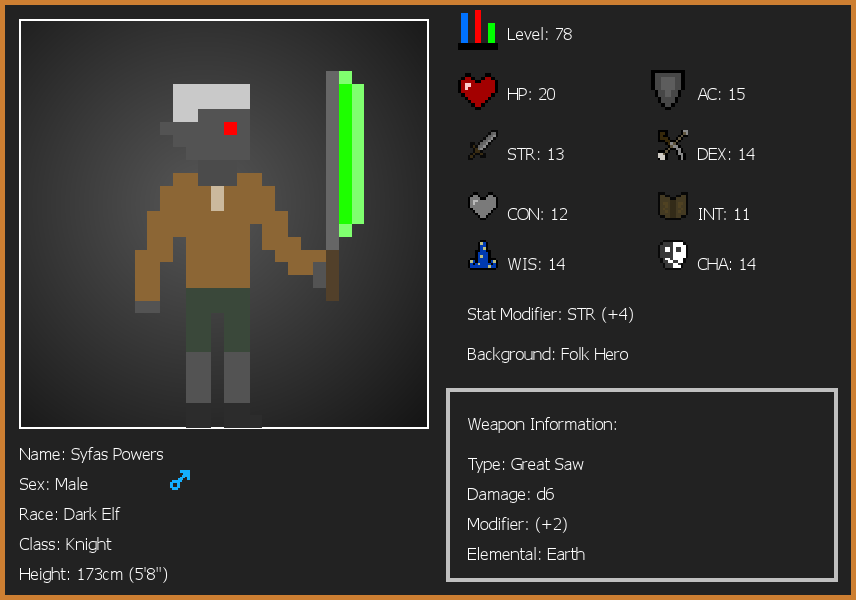 Level: 78
HP: 20
AC: 15
STR: 13
DEX: 14
CON: 12
INT: 11
WIS: 14
CHA: 14
Stat Modifier: STR (+4)
Background: Folk Hero
Weapon Information:
Type: Great Saw
Damage: d6
Modifier: (+2)
Elemental: Earth
Name: Syfas Powers
Sex: Male
Race: Dark Elf
Class: Knight
Height: 173cm (5'8")